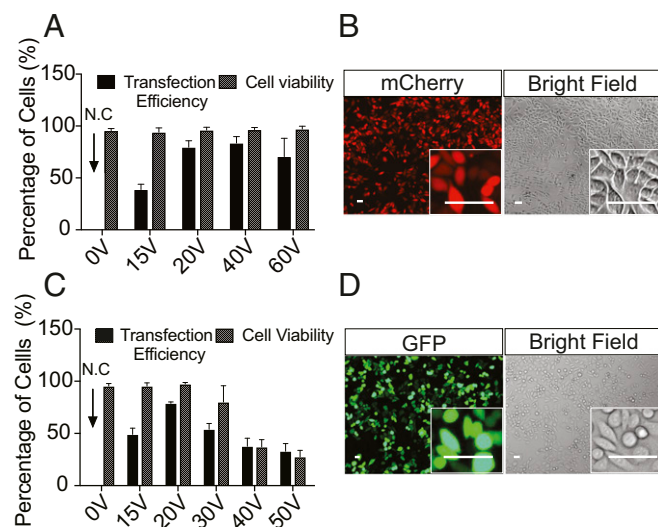 A
Percentage of Cells (%)
150
100
50
0
Transfection Efficiency
Cell viability
N.C
0V 15V 20V 40V 60V
B
mCherry
Bright Field
C
Percentage of Cellls (%)
150
100
50
0
Transfection Efficiency
Cell Viability
N.C
0V 15V 20V 30V 40V 50V
D
GFP
Bright Field